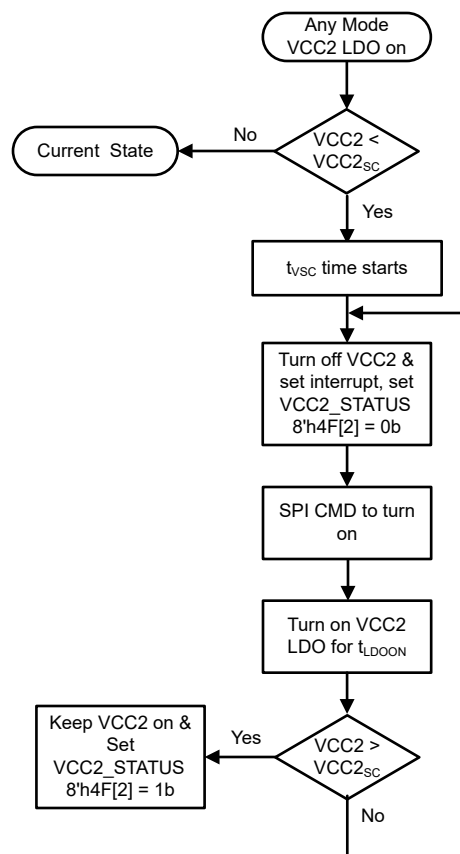 Any Mode
VCC2 LDO on
No
VCC2 <
VCC2SC
Current State
Yes
tVSC time starts
Turn off VCC2 &
set interrupt, set
VCC2_STATUS
8'h4F[2] = 0b
SPI CMD to turn
on
Turn on VCC2
LDO for tLDOON
Keep VCC2 on &
Set
VCC2_STATUS
8'h4F[2] = 1b
Yes
VCC2 >
VCC2SC
No